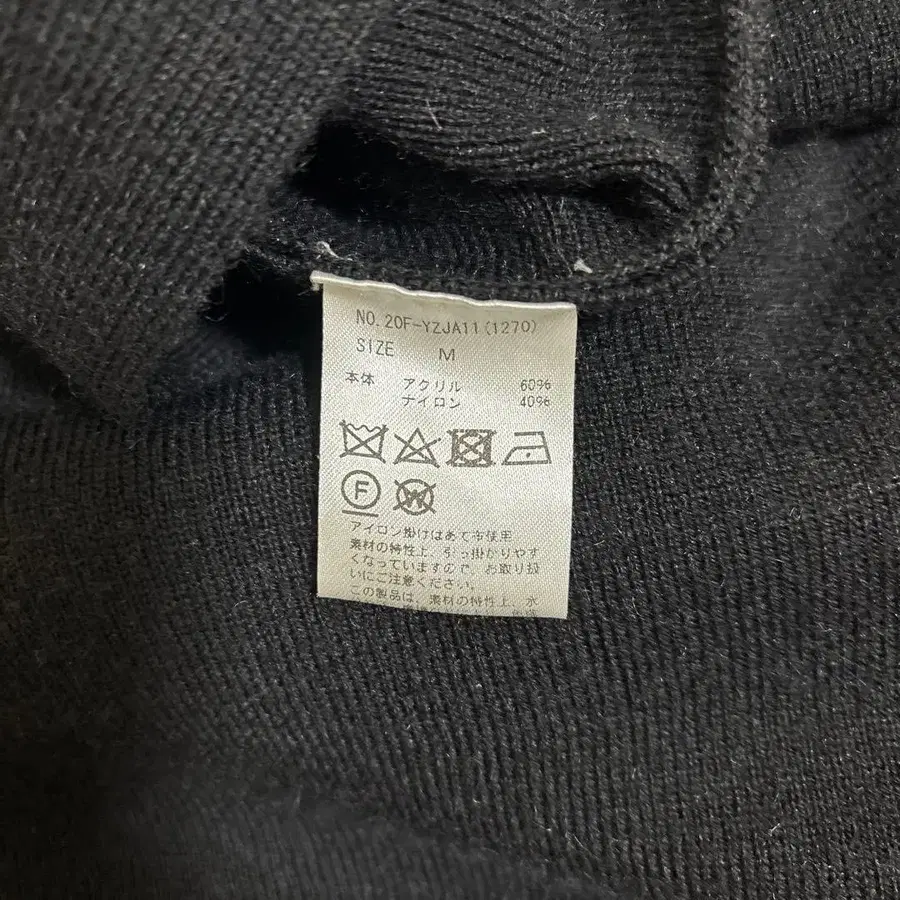 NO.20F-YZJA11(1270)
SIZE M
本体 アクリル 60%
ナイロン 40%
F W
アイロン掛けはあて布使用
素材の特性上、引っ掛かりやす
くなっていますので、お取り扱
いにご注意ください。
この製品は、素材の特性上、水